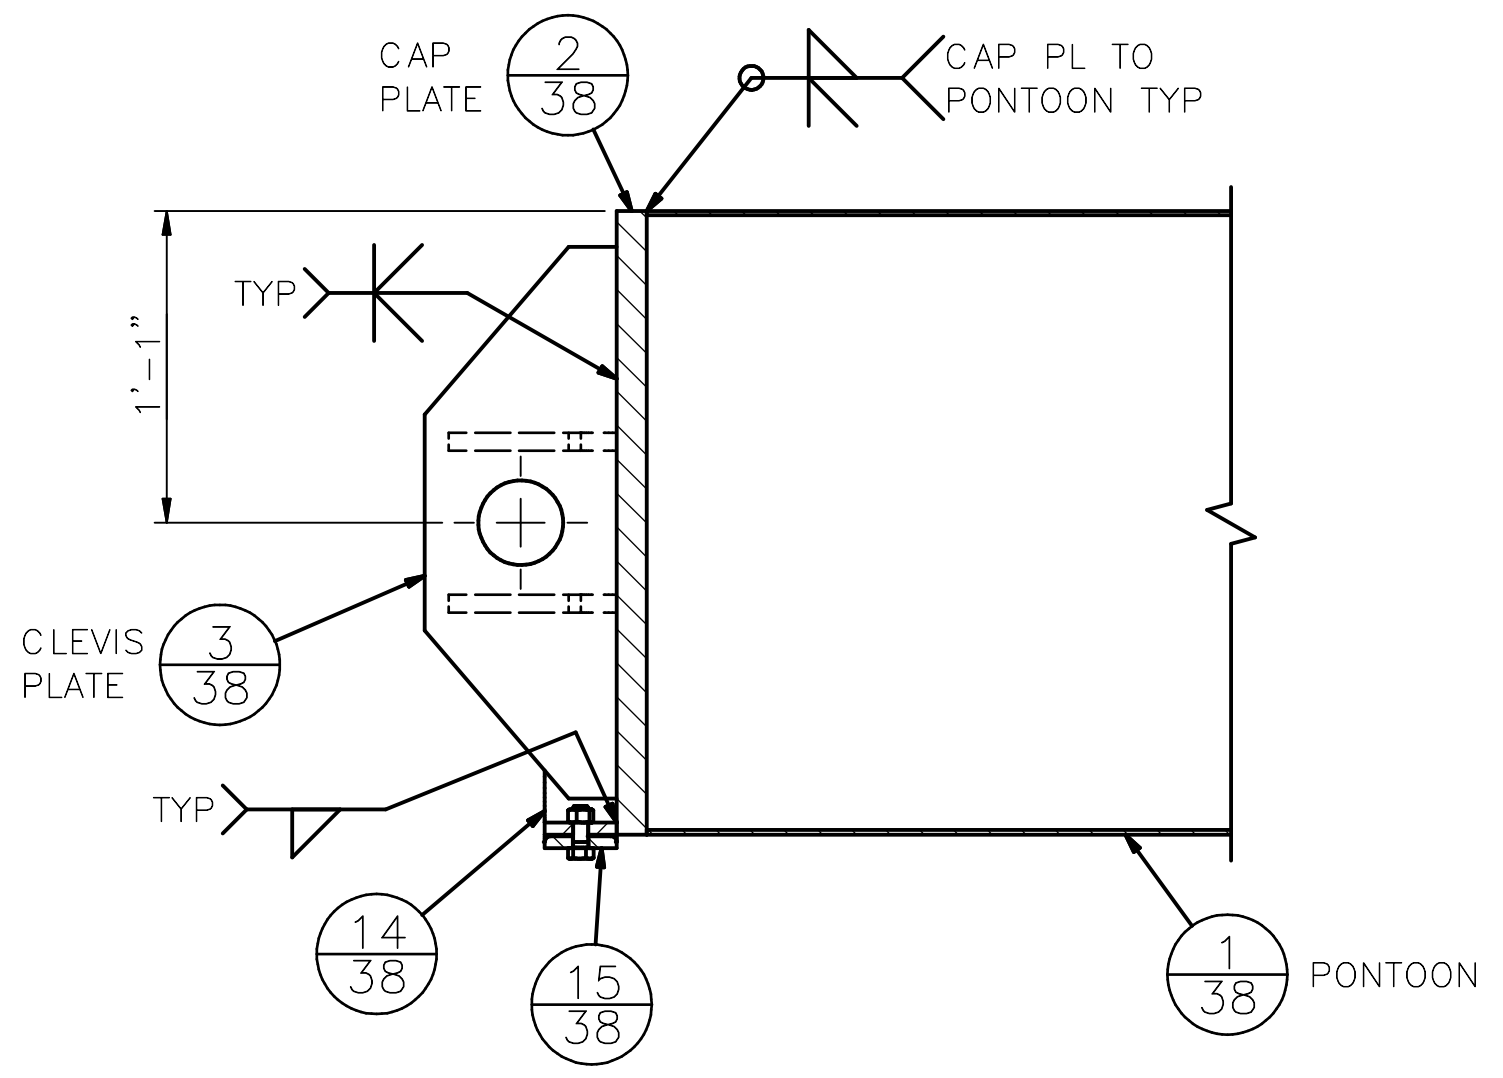 CAP
PLATE
2
38
CAP PL TO
PONTOON TYP
TYP
1'-1"
CLEVIS
PLATE
3
38
TYP
14
38
15
38
1
38
PONTOON